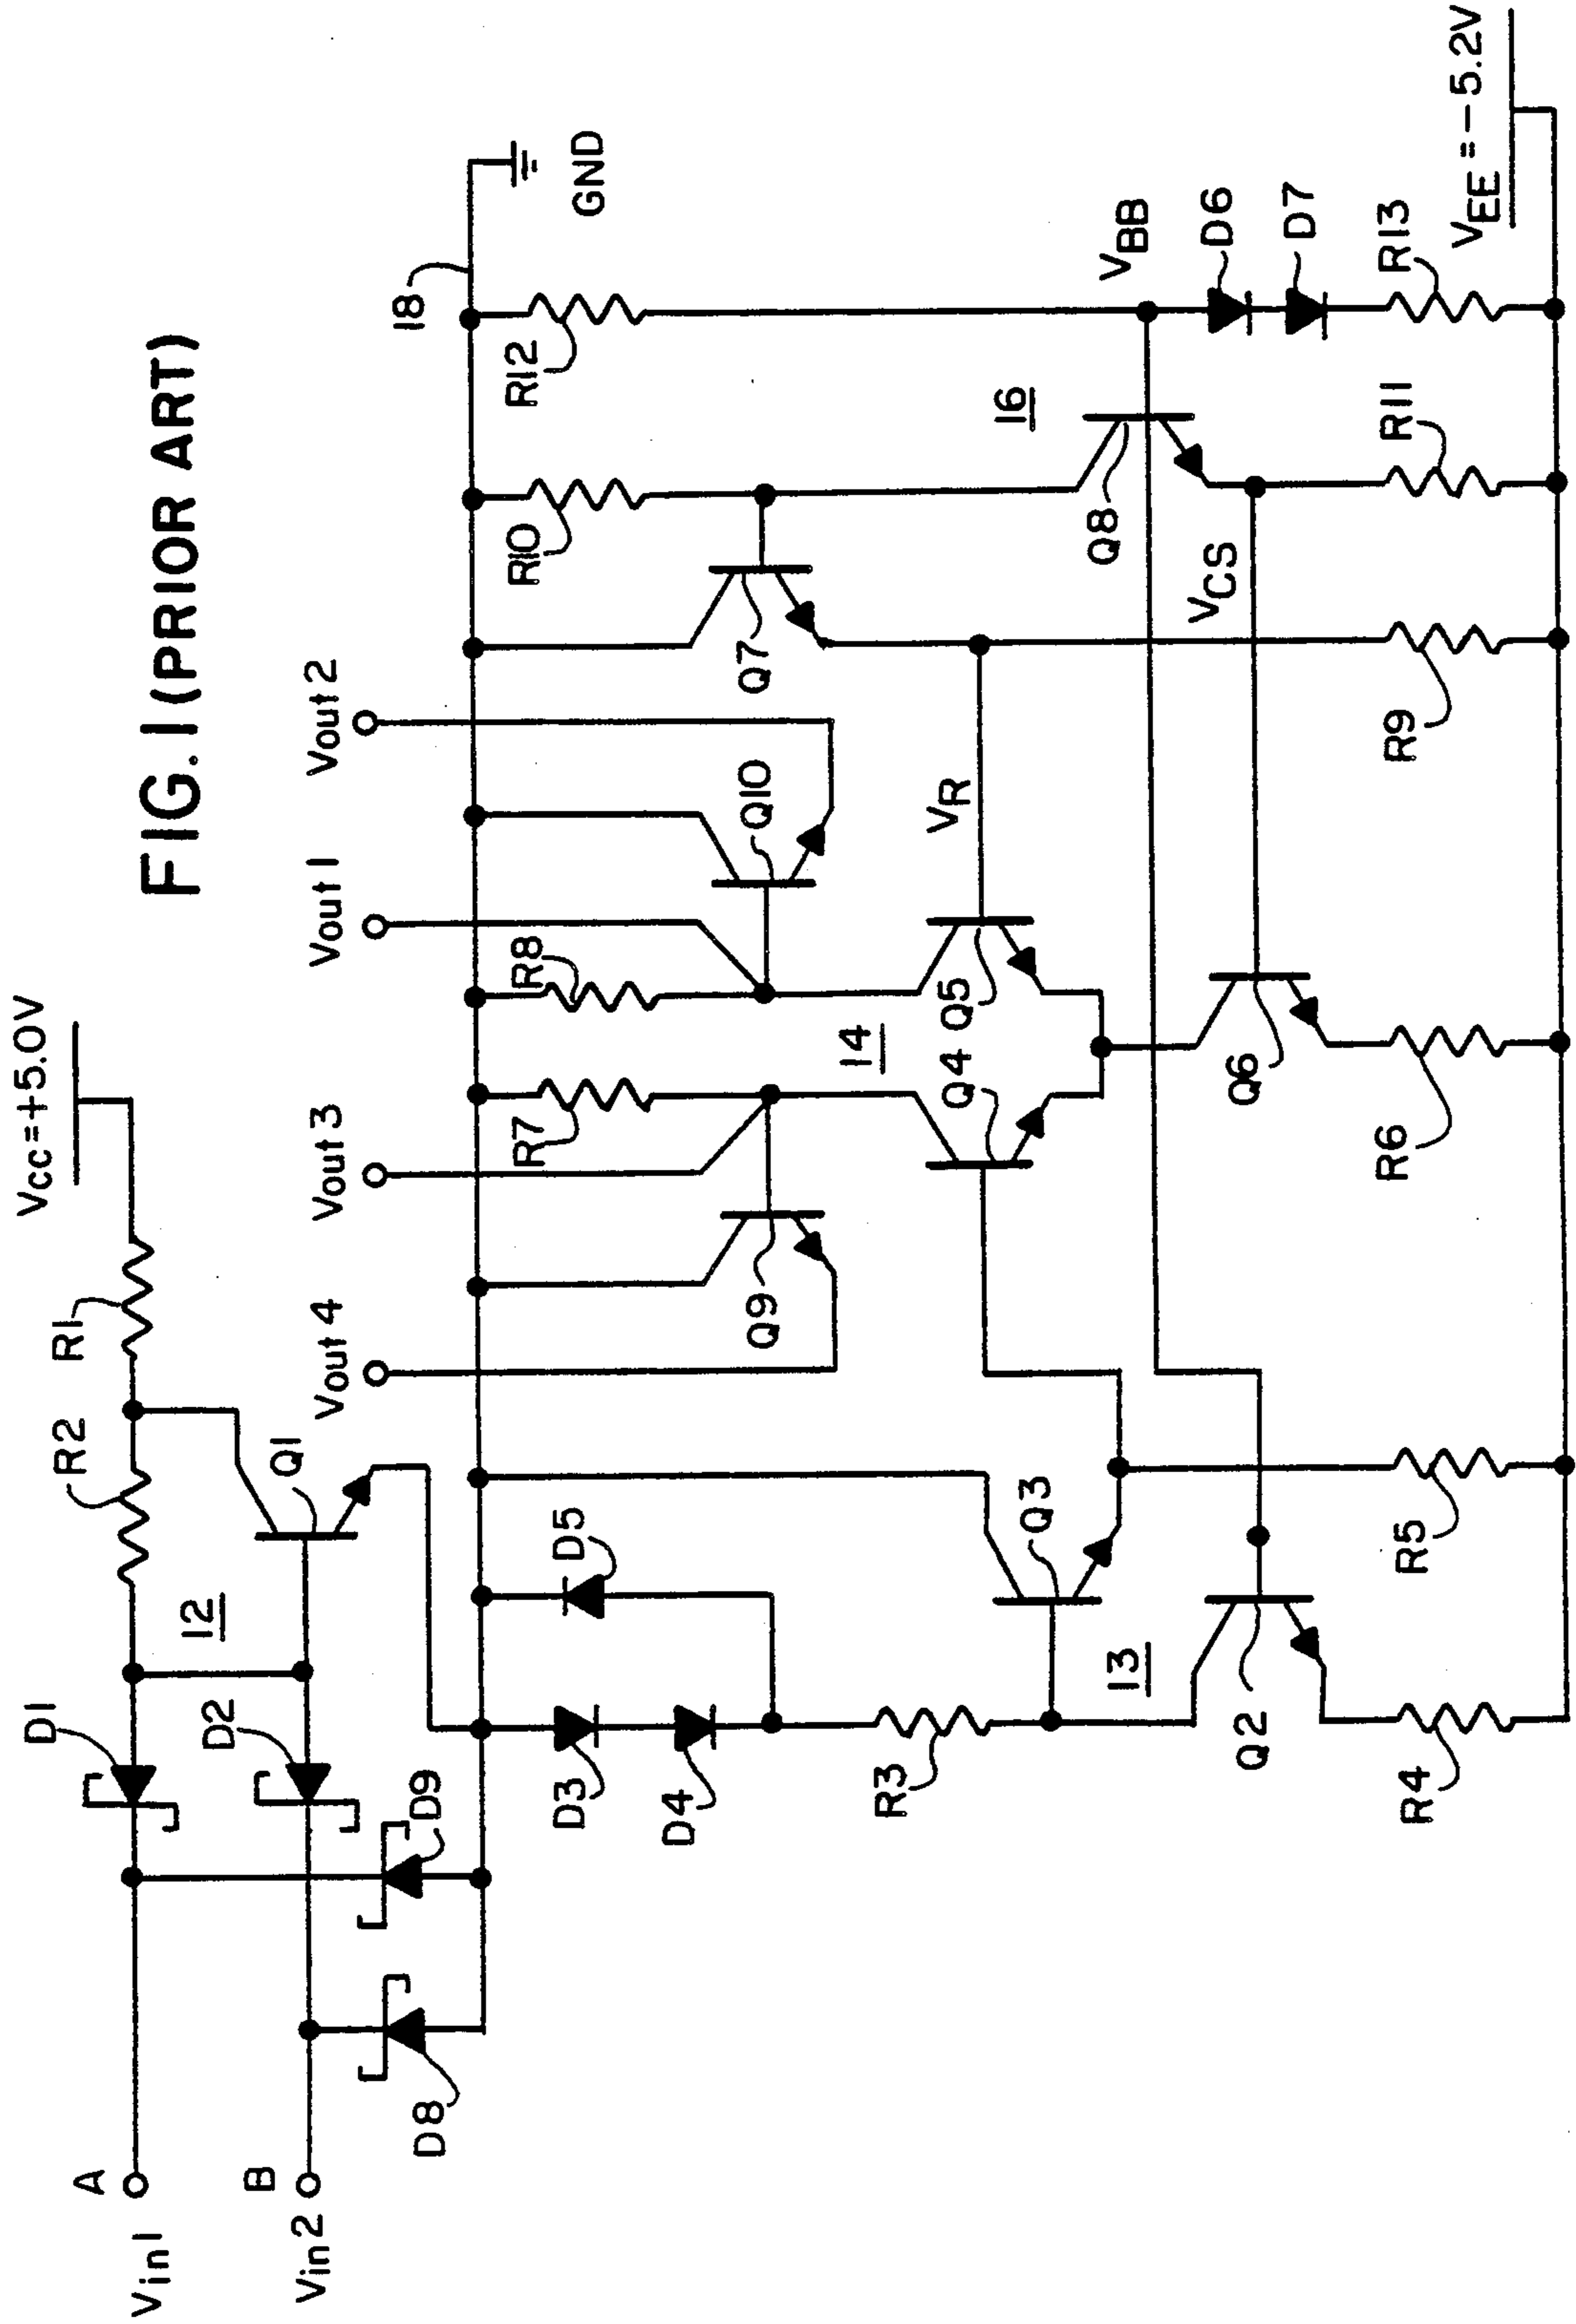 FIG. 1 (PRIOR ART)
Vcc=+5.0V
R1
R2
D1
12
Q1
D2
D9
D8
A
Vin1
B
Vin2
Vout 4
Vout 3
Vout 1
Vout 2
18
GND
D5
D3
D4
R3
Q3
13
Q2
R4
R5
Q9
R7
R8
Q10
14
Q4
Q5
VR
Q6
R6
Q7
R10
R12
16
Q8
VBB
VCS
D6
D7
R9
R11
R13
VEE=-5.2V